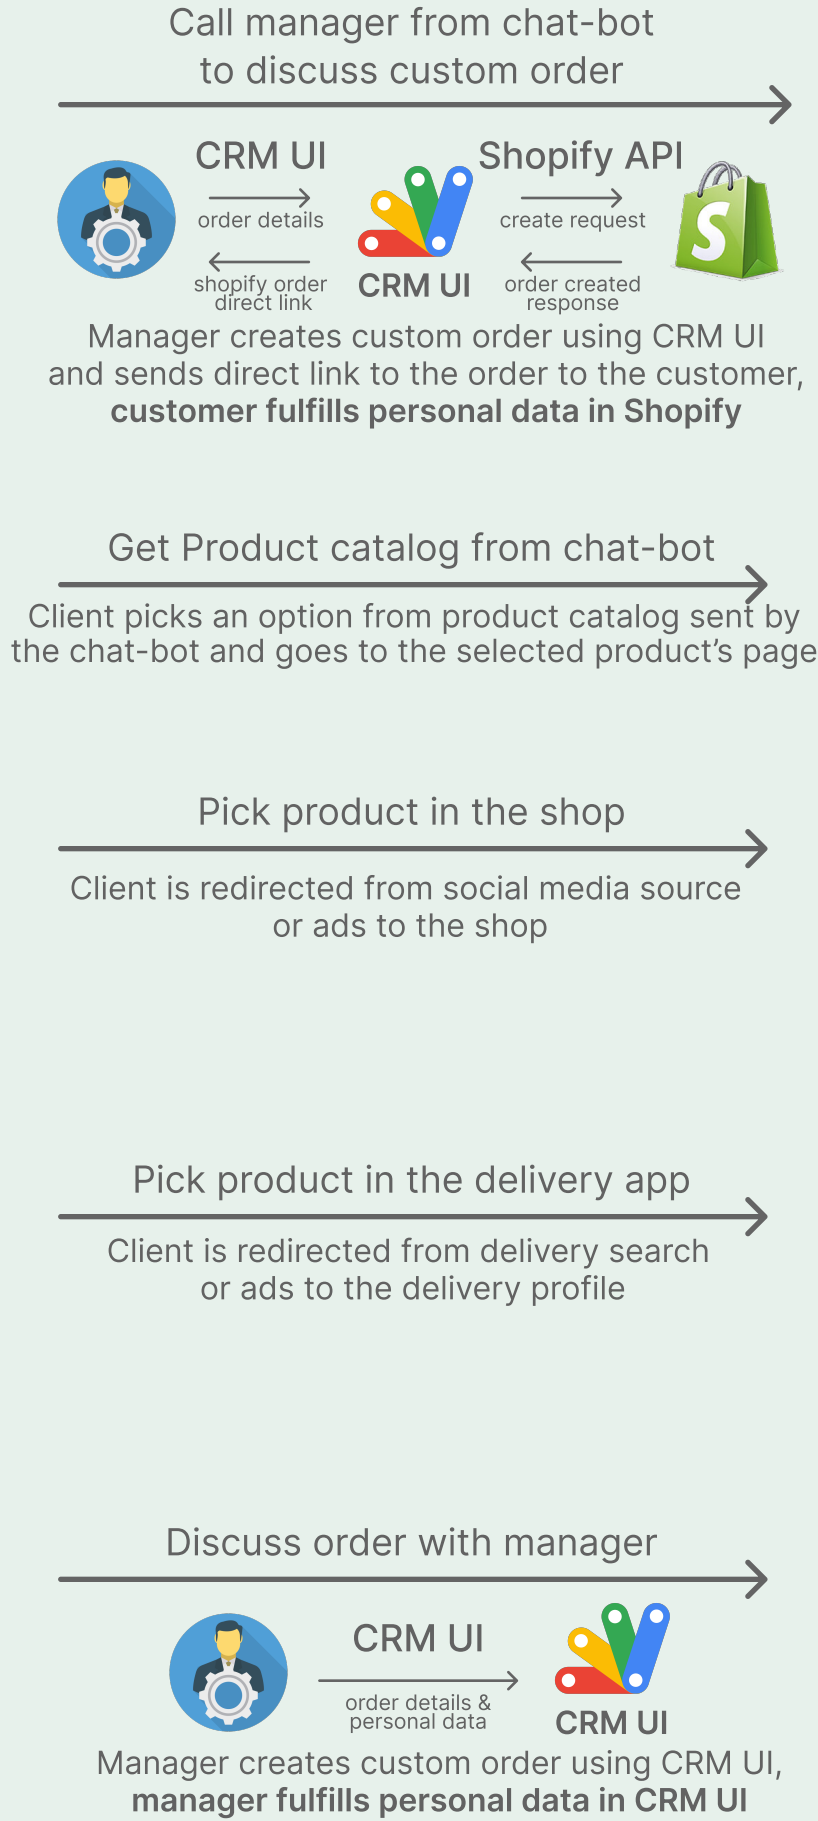 Call manager from chat-bot
to discuss custom order
CRM UI
Shopify API
order details
create request
shopify order
direct link
CRM UI
order created
response
Manager creates custom order using CRM UI
and sends direct link to the order to the customer,
customer fulfills personal data in Shopify
Get Product catalog from chat-bot
Client picks an option from product catalog sent by
the chat-bot and goes to the selected product’s page
Pick product in the shop
Client is redirected from social media source
or ads to the shop
Pick product in the delivery app
Client is redirected from delivery search
or ads to the delivery profile
Discuss order with manager
CRM UI
order details &
personal data
CRM UI
Manager creates custom order using CRM UI,
manager fulfills personal data in CRM UI